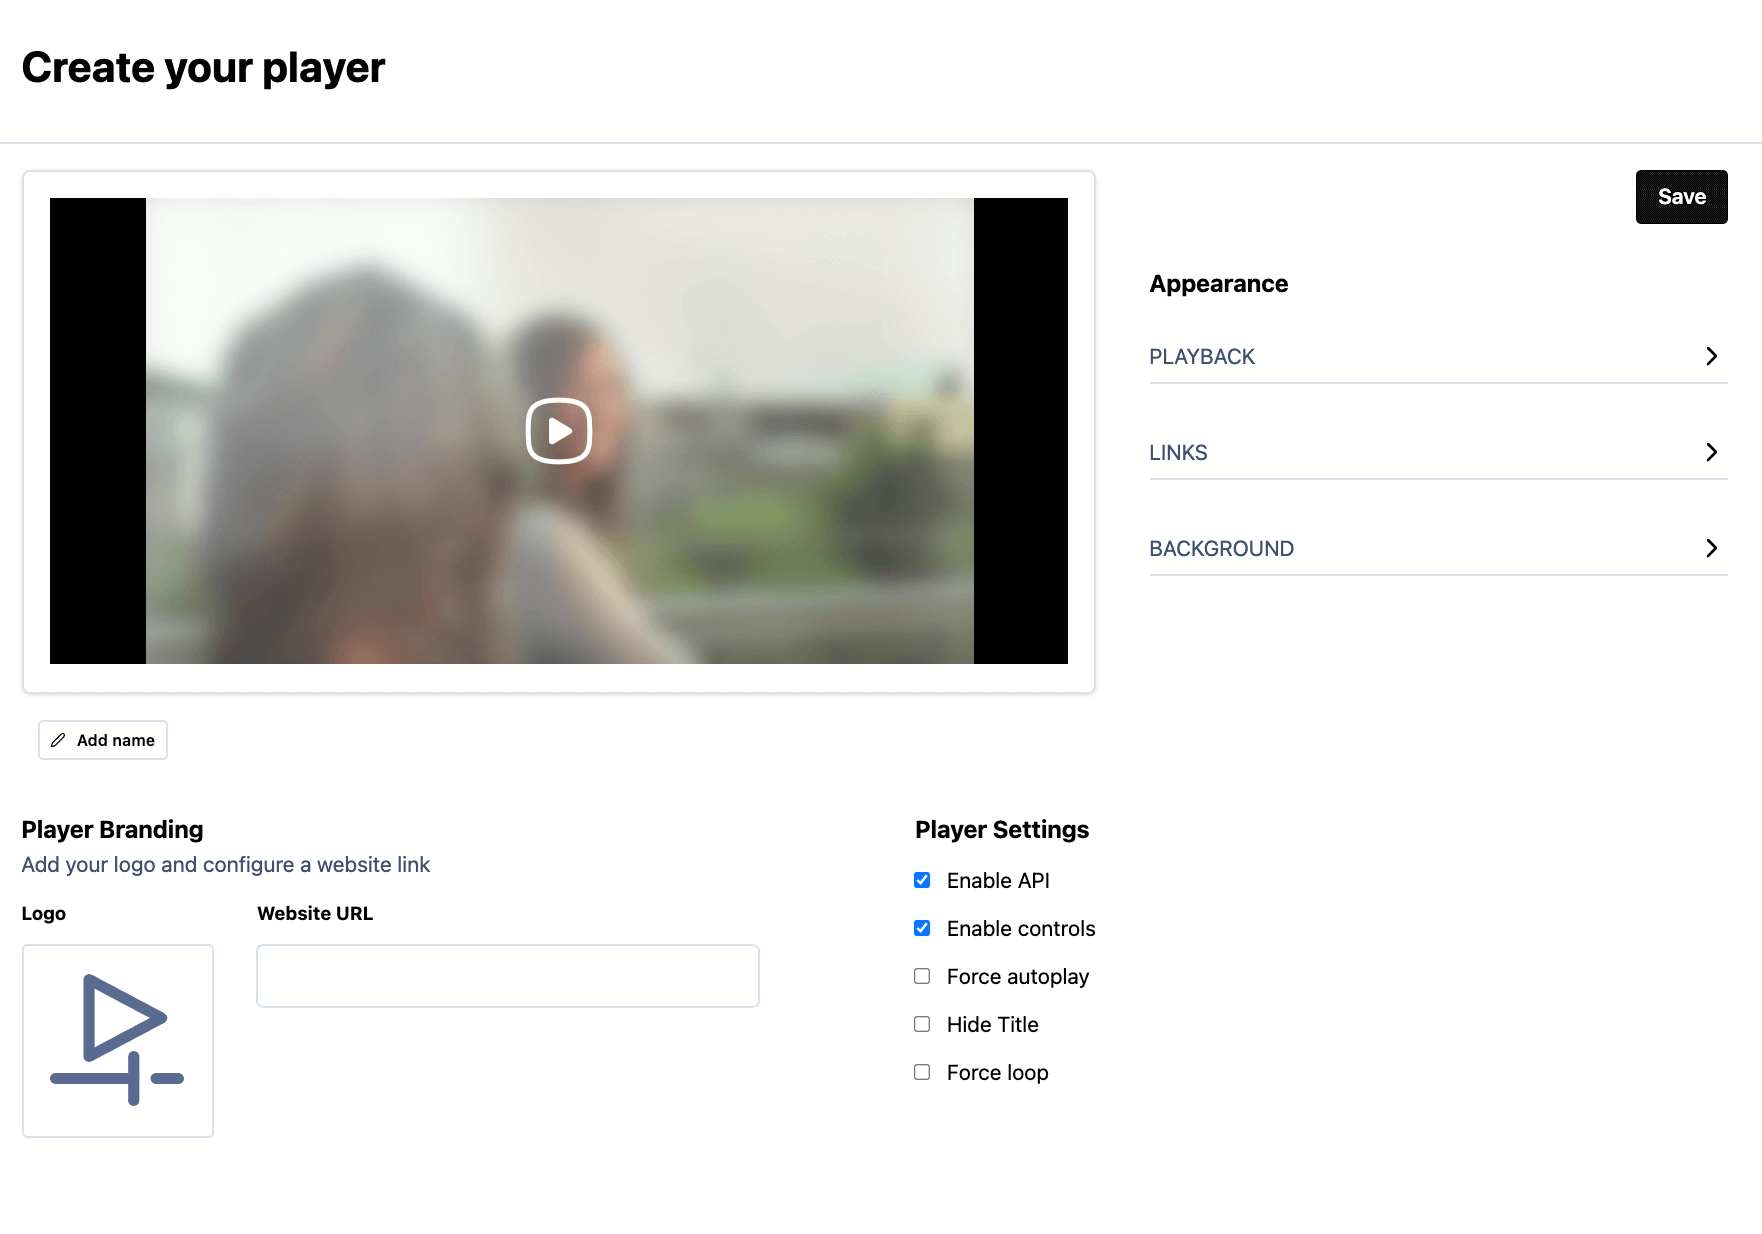 Create your player
Save
Appearance
PLAYBACK
LINKS
BACKGROUND
Add name
Player Branding
Add your logo and configure a website link
Logo
Website URL
Player Settings
Enable API
Enable controls
Force autoplay
Hide Title
Force loop